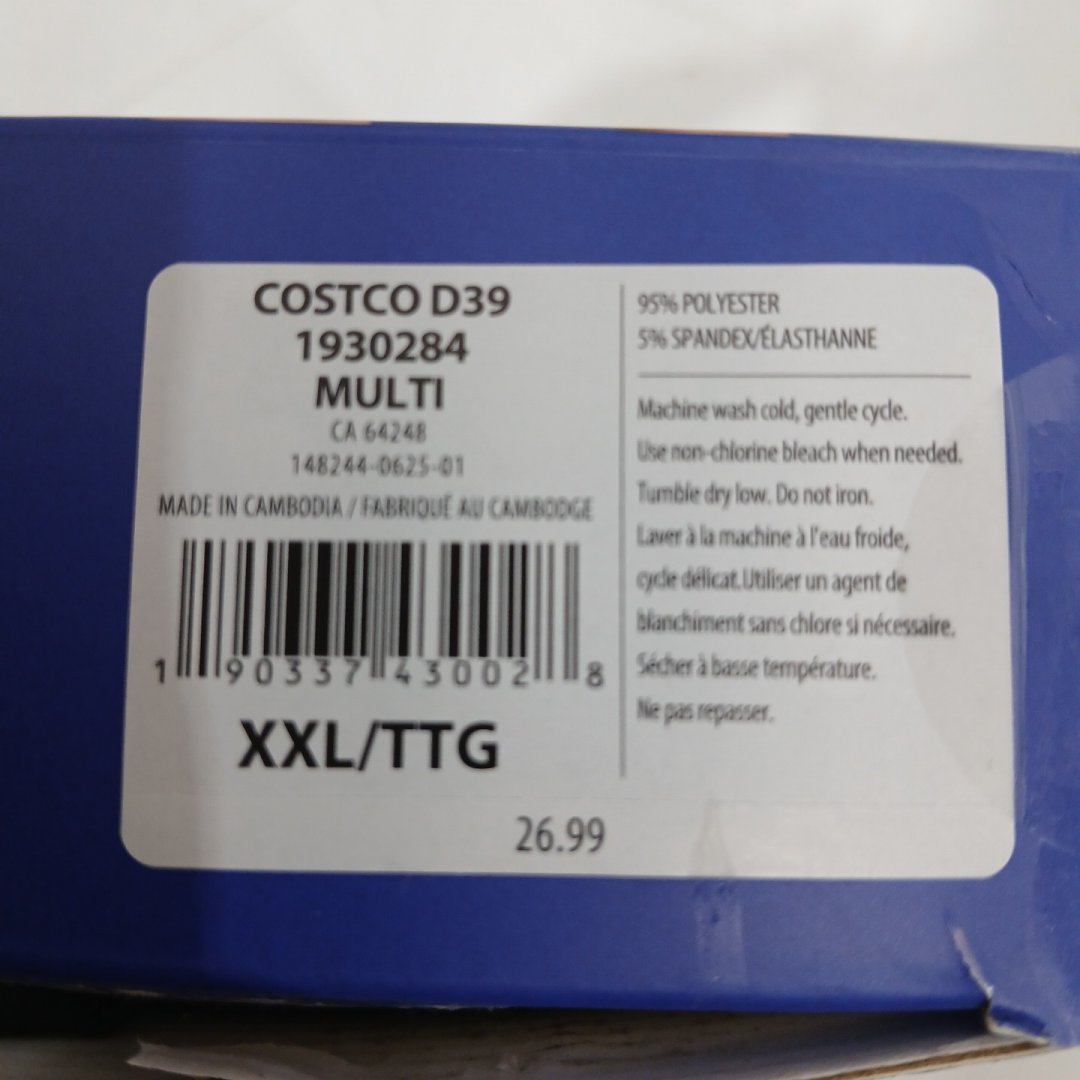 COSTCO D39
1930284
MULTI
CA 64248
148244-0625-01
MADE IN CAMBODIA / FABRIQUÉ AU CAMBODGE
1 90337 43002 8
XXL/TTG
26.99
95% POLYESTER
5% SPANDEX/ÉLASTHANNE
Machine wash cold, gentle cycle.
Use non-chlorine bleach when needed.
Tumble dry low. Do not iron.
Laver à la machine à l'eau froide,
cycle délicat.Utiliser un agent de
blanchiment sans chlore si nécessaire.
Sécher à basse température.
Ne pas repasser.